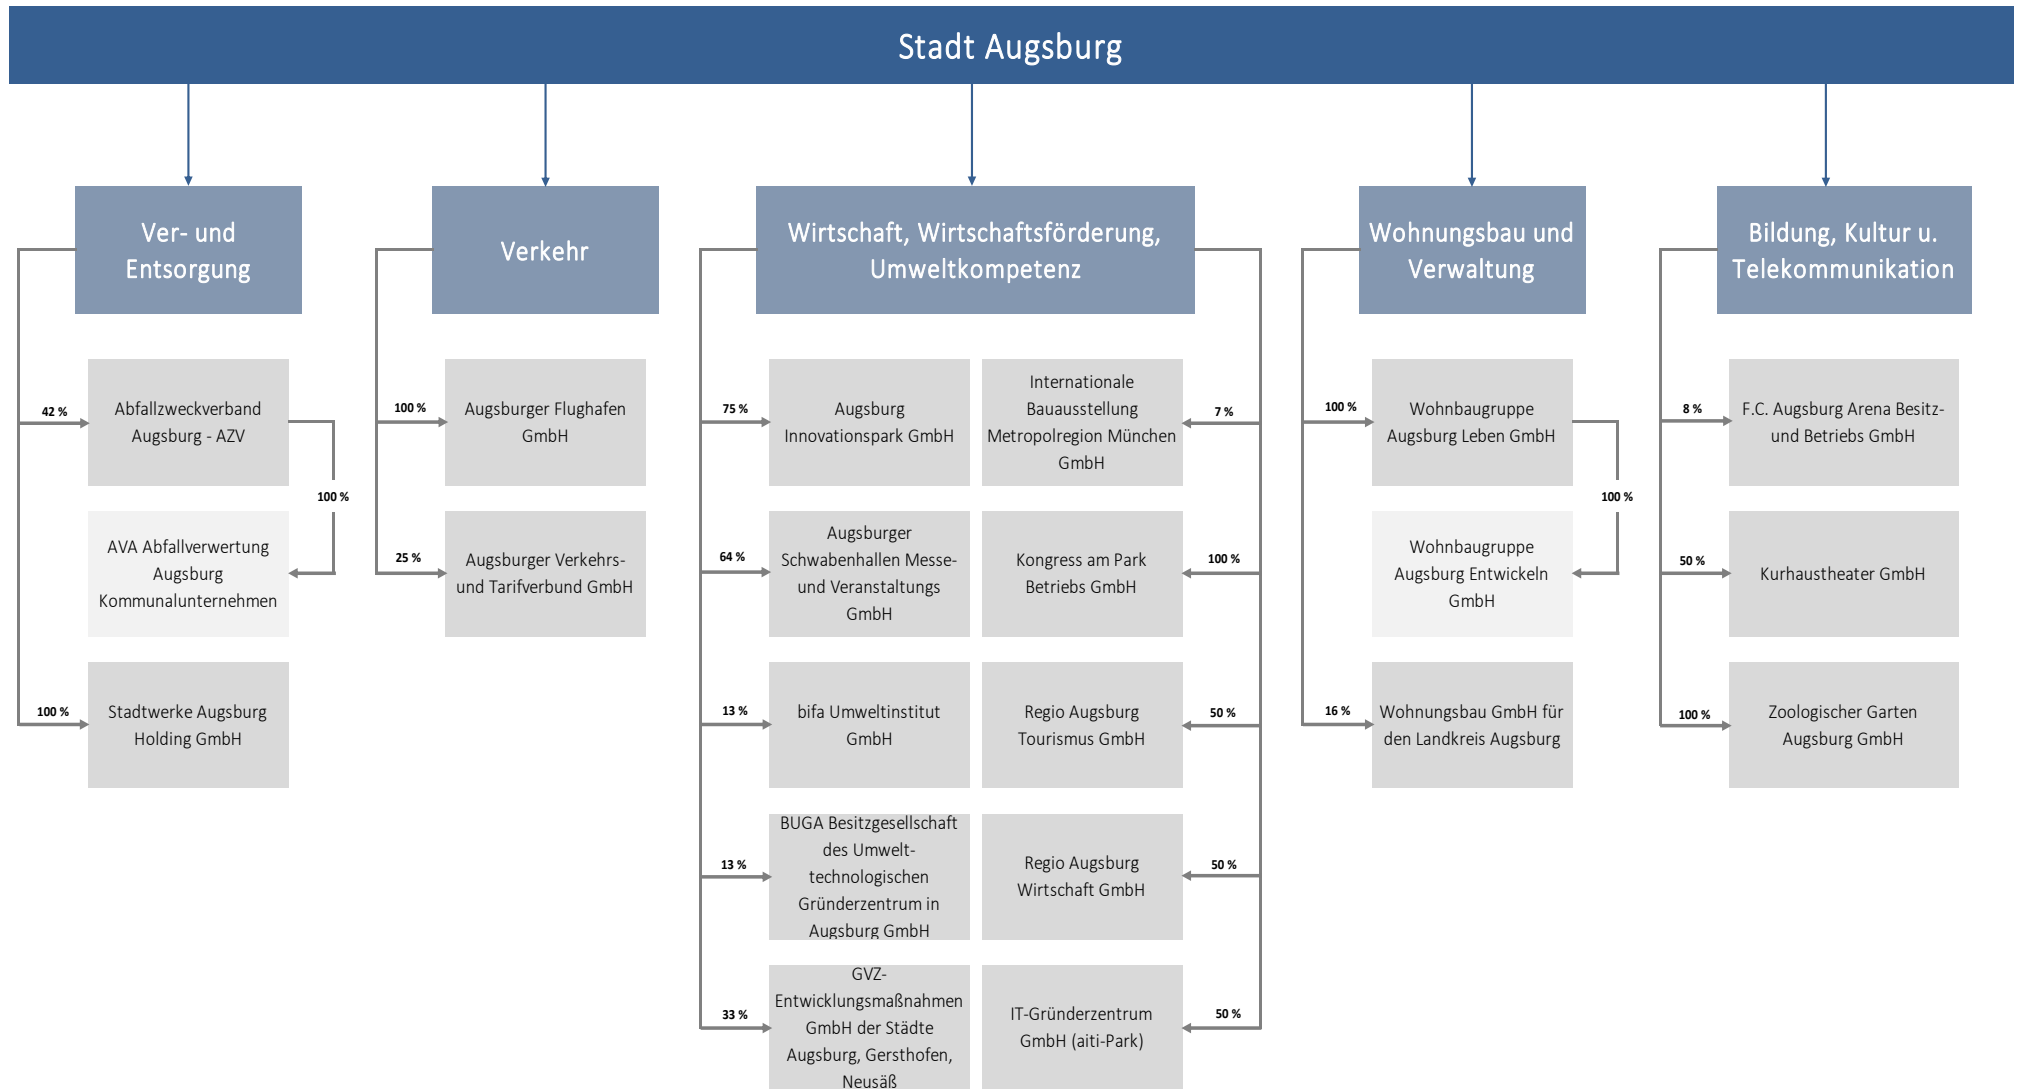 Stadt Augsburg
Ver- und
Entsorgung
42 %
Abfallzweckverband
Augsburg - AZV
100 %
AVA Abfallverwertung
Augsburg
Kommunalunternehmen
100 %
Stadtwerke Augsburg
Holding GmbH
Verkehr
100 %
Augsburger Flughafen
GmbH
25 %
Augsburger Verkehrs-
und Tarifverbund GmbH
Wirtschaft, Wirtschaftsförderung,
Umweltkompetenz
75 %
Augsburg
Innovationspark GmbH
64 %
Augsburger
Schwabenhallen Messe-
und Veranstaltungs
GmbH
13 %
bifa Umweltinstitut
GmbH
13 %
BUGA Besitzgesellschaft
des Umwelt-
technologischen
Gründerzentrum in
Augsburg GmbH
33 %
GVZ-
Entwicklungsmaßnahmen
GmbH der Städte
Augsburg, Gersthofen,
Neusäß
Internationale
Bauausstellung
Metropolregion München
GmbH
7 %
Kongress am Park
Betriebs GmbH
100 %
Regio Augsburg
Tourismus GmbH
50 %
Regio Augsburg
Wirtschaft GmbH
50 %
IT-Gründerzentrum
GmbH (aiti-Park)
50 %
Wohnungsbau und
Verwaltung
100 %
Wohnbaugruppe
Augsburg Leben GmbH
100 %
Wohnbaugruppe
Augsburg Entwickeln
GmbH
16 %
Wohnungsbau GmbH für
den Landkreis Augsburg
Bildung, Kultur u.
Telekommunikation
8 %
F.C. Augsburg Arena Besitz-
und Betriebs GmbH
50 %
Kurhaustheater GmbH
100 %
Zoologischer Garten
Augsburg GmbH